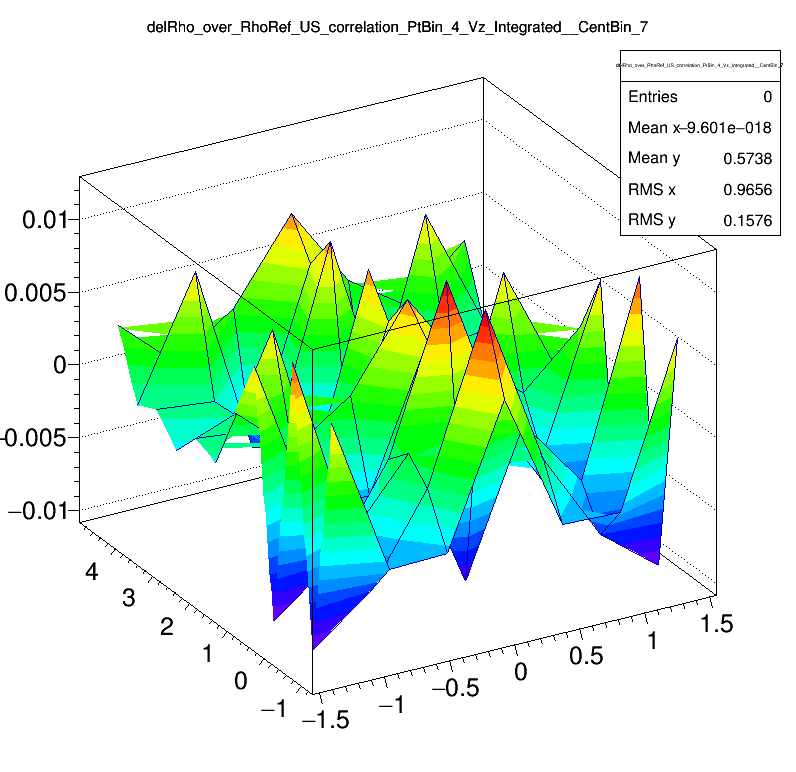 delRho_over_RhoRef_US_correlation_PtBin_4_Vz_Integrated__CentBin_7
delRho_over_RhoRef_US_correlation_PtBin_4_Vz_Integrated__CentBin_7
Entries 0
Mean x −9.601e−018
Mean y 0.5738
RMS x 0.9656
RMS y 0.1576
0.01
0.005
0
−0.005
−0.01
4
3
2
1
0
−1
−1.5
−1
−0.5
0
0.5
1
1.5